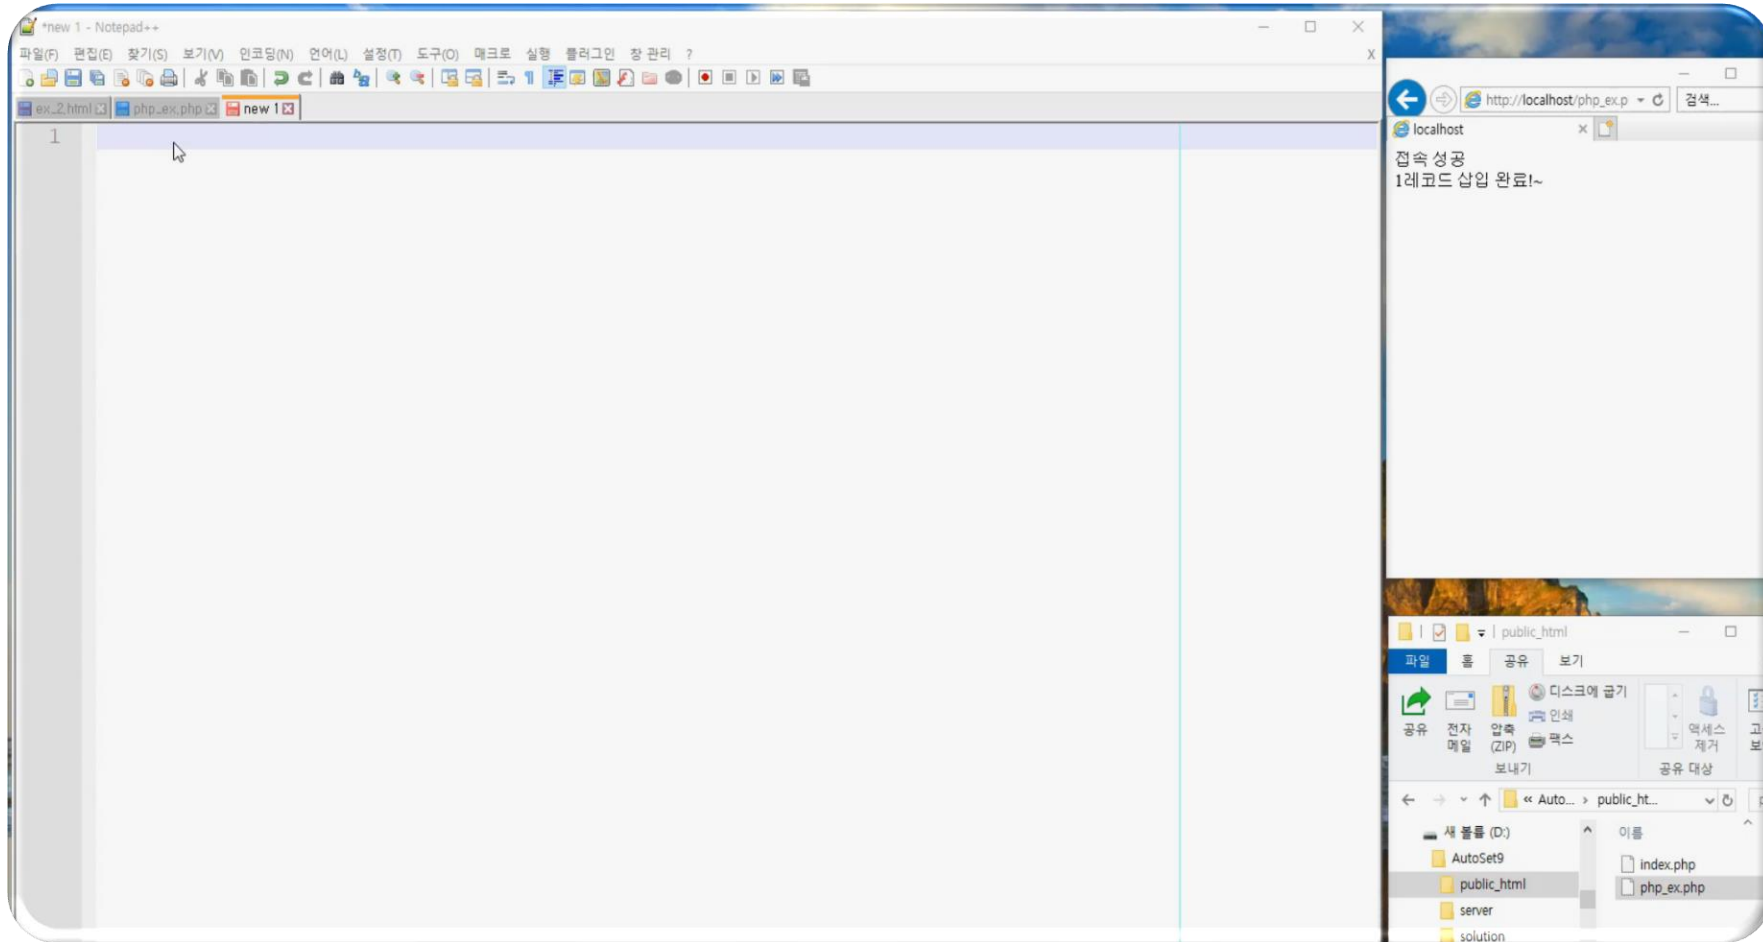 *new 1 - Notepad++
파일(F) 편집(E) 찾기(S) 보기(V) 인코딩(N) 언어(L) 설정(T) 도구(O) 매크로 실행 플러그인 창 관리 ?
X
ex_2.html php_ex.php new 1
1
http://localhost/php_ex.p 검색...
localhost
접속 성공
1레코드 삽입 완료!~
public_html
파일 홈 공유 보기
공유
전자 메일
압축 (ZIP)
디스크에 굽기
인쇄
팩스
액세스 제거
고
보
보내기
공유 대상
« Auto... > public_ht...
새 볼륨 (D:)
AutoSet9
public_html
server
solution
이름
index.php
php_ex.php